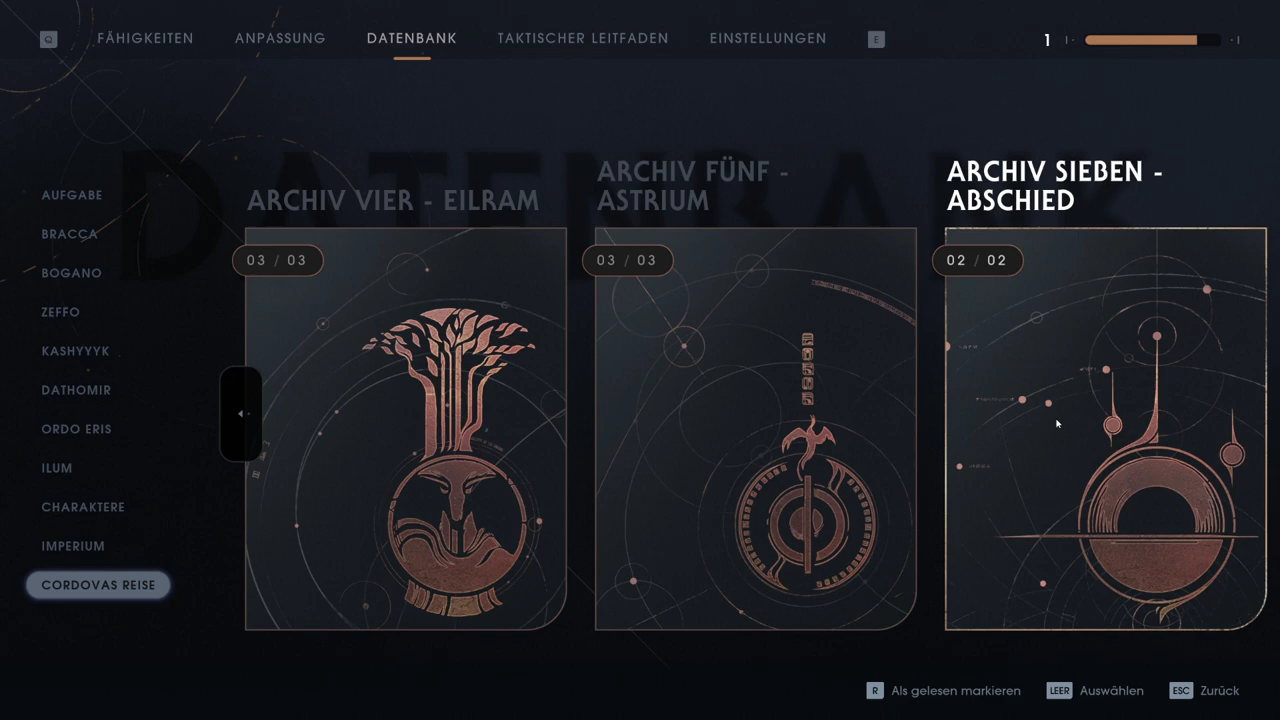 Q FÄHIGKEITEN ANPASSUNG DATENBANK TAKTISCHER LEITFADEN EINSTELLUNGEN E 1
DATENBANK
AUFGABE
BRACCA
BOGANO
ZEFFO
KASHYYYK
DATHOMIR
ORDO ERIS
ILUM
CHARAKTERE
IMPERIUM
CORDOVAS REISE
ARCHIV VIER - EILRAM
03 / 03
ARCHIV FÜNF -
ASTRIUM
03 / 03
ARCHIV SIEBEN -
ABSCHIED
02 / 02
R Als gelesen markieren LEER Auswählen ESC Zurück